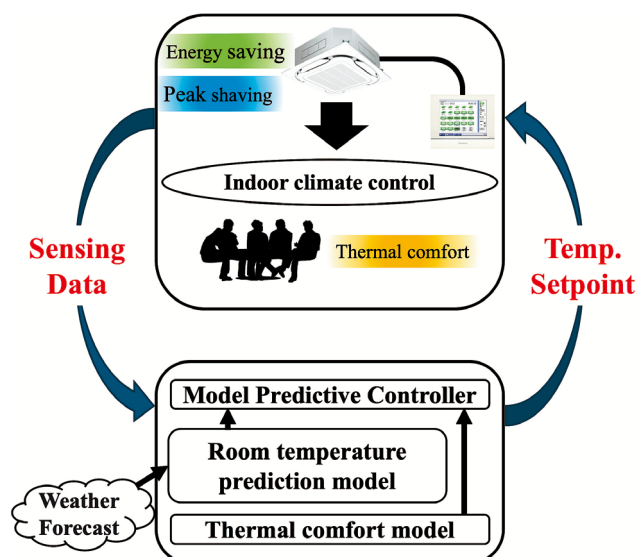 Energy saving
Peak shaving
Indoor climate control
Thermal comfort
Sensing
Data
Temp.
Setpoint
Model Predictive Controller
Room temperature
prediction model
Weather
Forecast
Thermal comfort model